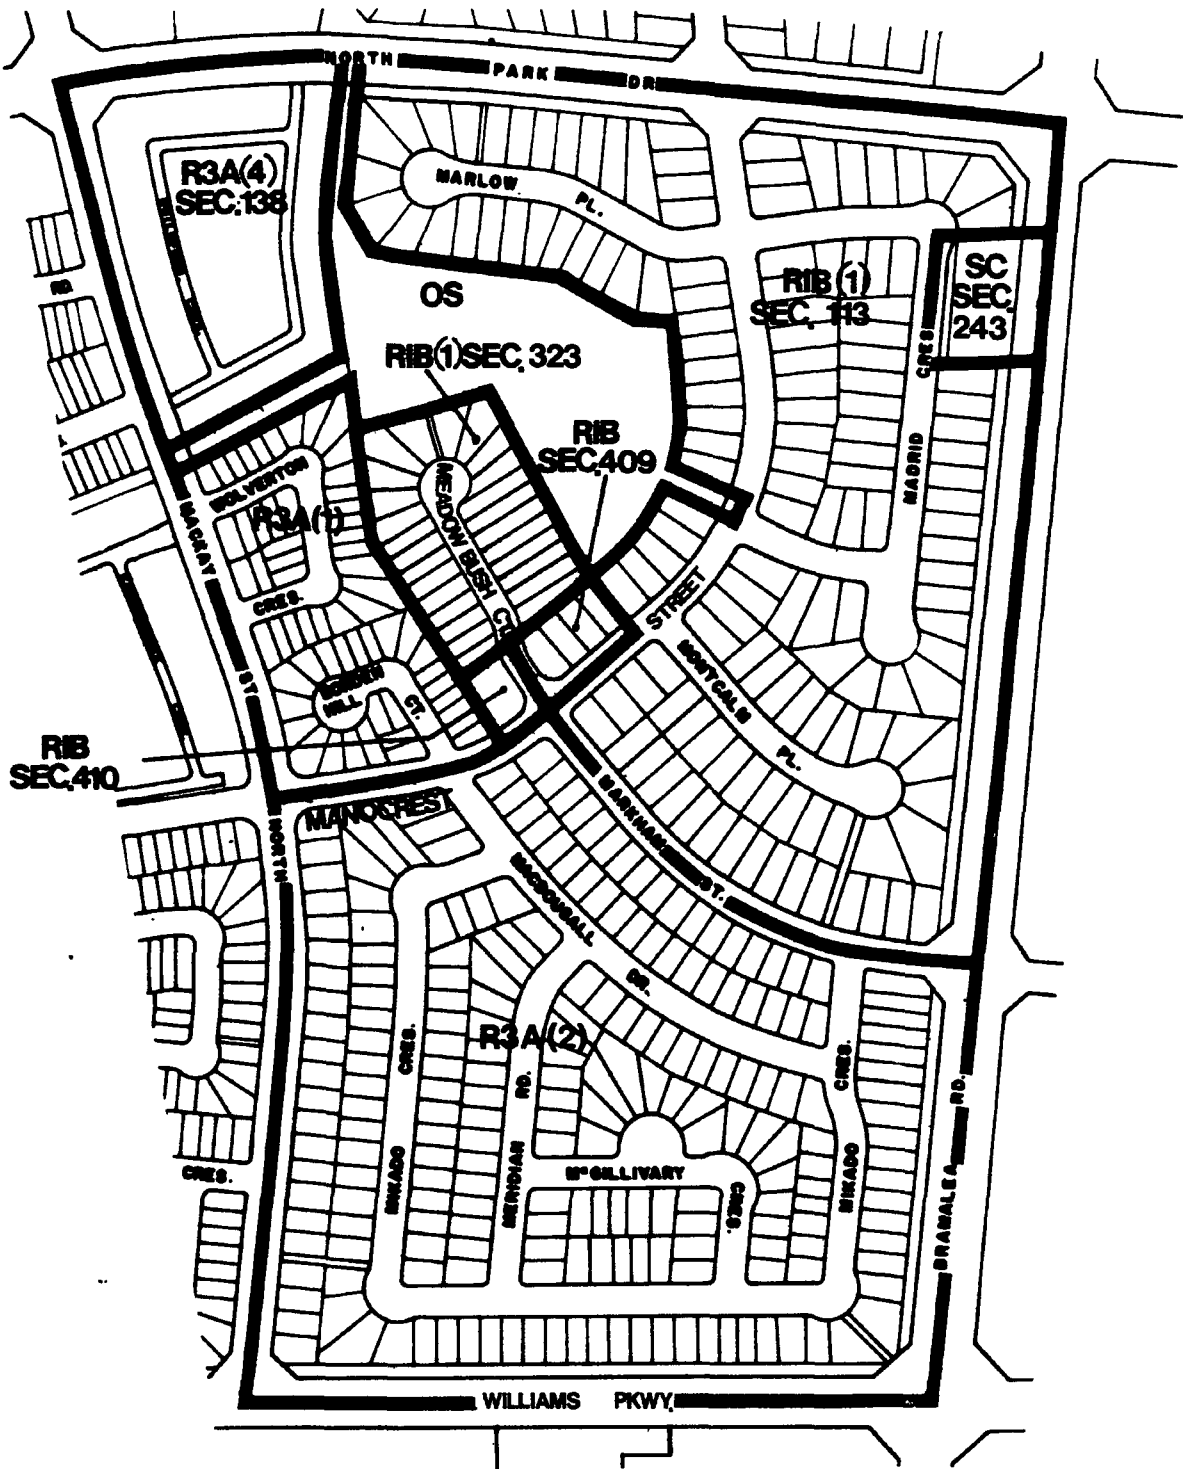 NORTH PARK DR
R3A(4)
SEC.138
MARLOW PL.
RIB(1)
SEC. 113
SC
SEC.
243
OS
RD.
CRES
RIB(1)SEC. 323
RIB
SEC.409
MADRID
WOLVERTON
R3A(1)
CRES.
MEADOW BUSH CT.
MACKAY
ST.
NORTH
STREET
MONTCALM
PL.
HILL
CT.
RIB
SEC.410
MANOCREST
MARKHAM ST.
MACDOUGALL
DR.
R3A(2)
MIKADO
CRES.
MERIDIAN
RD.
McGILLIVARY
CRES.
MIKADO
CRES.
CRES.
BRAMALEA RD.
WILLIAMS PKWY.